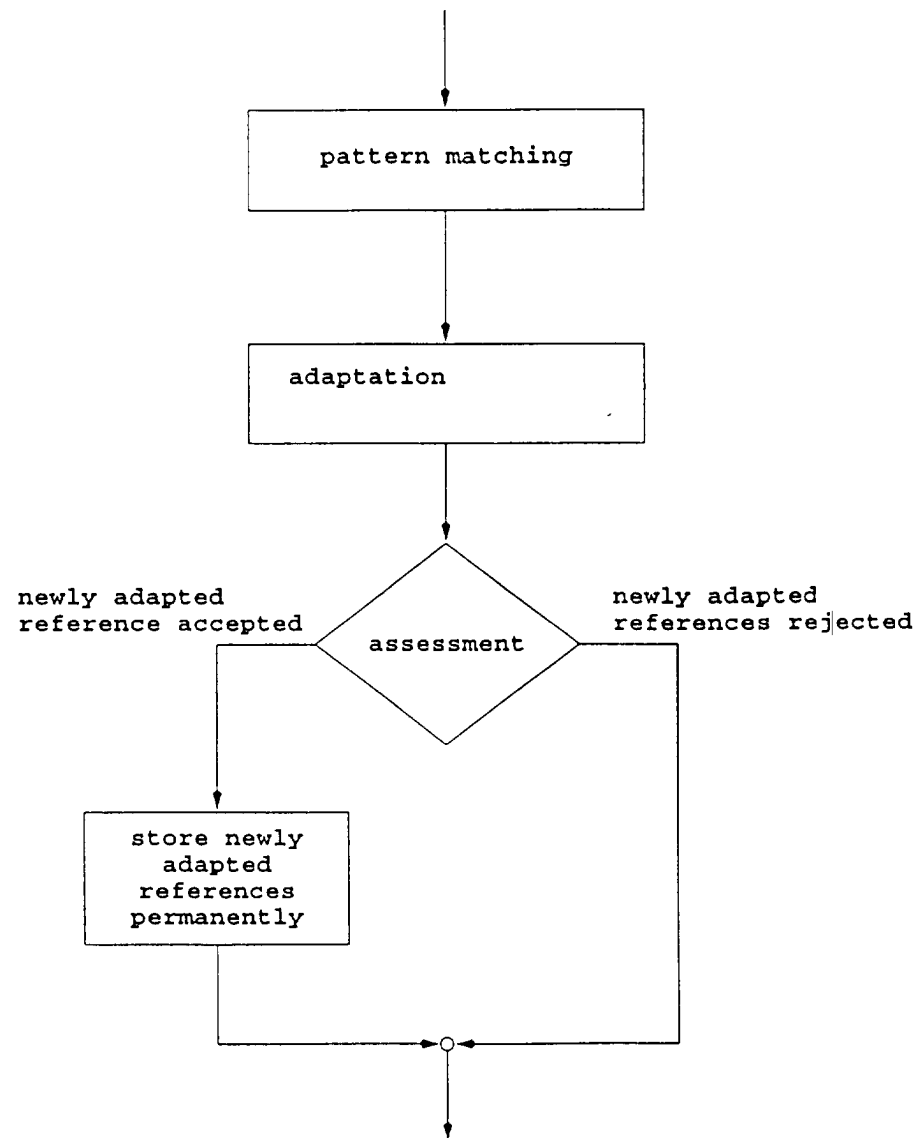 pattern matching
adaptation
newly adapted
reference accepted
newly adapted
references rejected
assessment
store newly
adapted
references
permanently